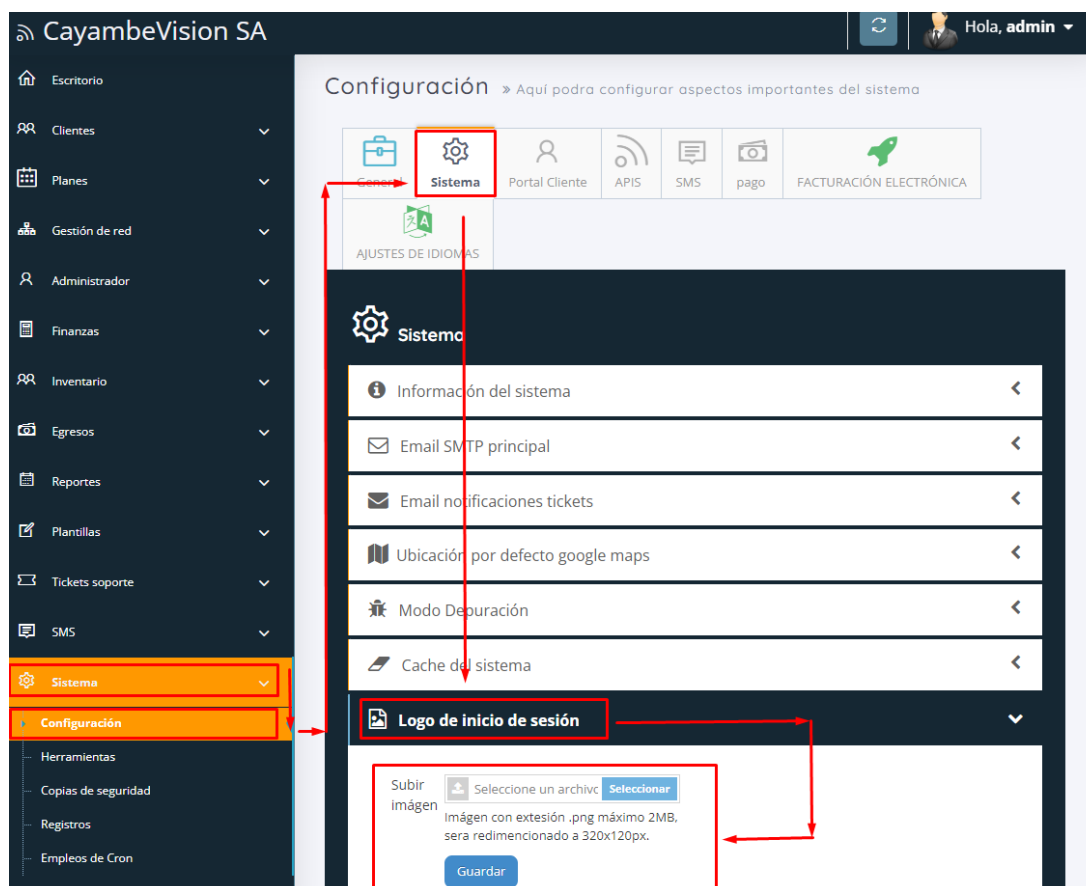 CayambeVision SA
Hola, admin
Escritorio
Clientes
Planes
Gestión de red
Administrador
Finanzas
Inventario
Egresos
Reportes
Plantillas
Tickets soporte
SMS
Sistema
Configuración
Herramientas
Copias de seguridad
Registros
Empleos de Cron
Configuración » Aquí podra configurar aspectos importantes del sistema
General
Sistema
Portal Cliente
APIS
SMS
pago
FACTURACIÓN ELECTRÓNICA
AJUSTES DE IDIOMAS
Sistema
Información del sistema
Email SMTP principal
Email notificaciones tickets
Ubicación por defecto google maps
Modo Depuración
Cache del sistema
Logo de inicio de sesión
Subir
imágen
Seleccione un archivo Seleccionar
Imágen con extesión .png máximo 2MB,
sera redimencionado a 320x120px.
Guardar